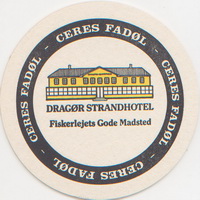 - CERES FADØL - CERES FADØL - CERES FADØL - CERES FADØL
DRAGØR STRANDHOTEL
Fiskerlejets Gode Madsted